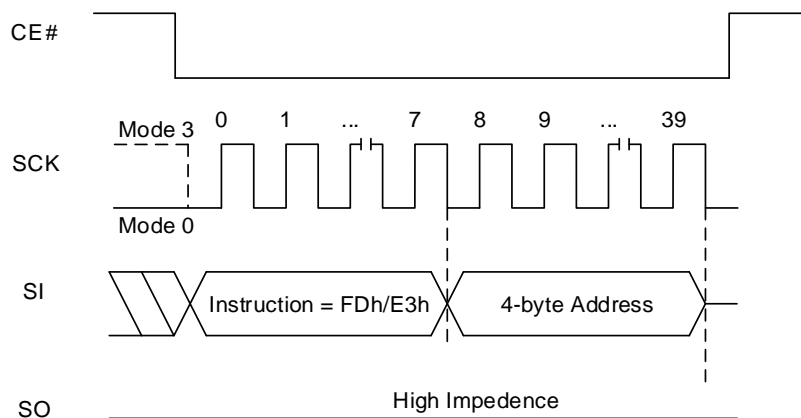 CE#
0 1 ... 7 8 9 ... 39
Mode 3
SCK
Mode 0
SI
Instruction = FDh/E3h
4-byte Address
High Impedence
SO